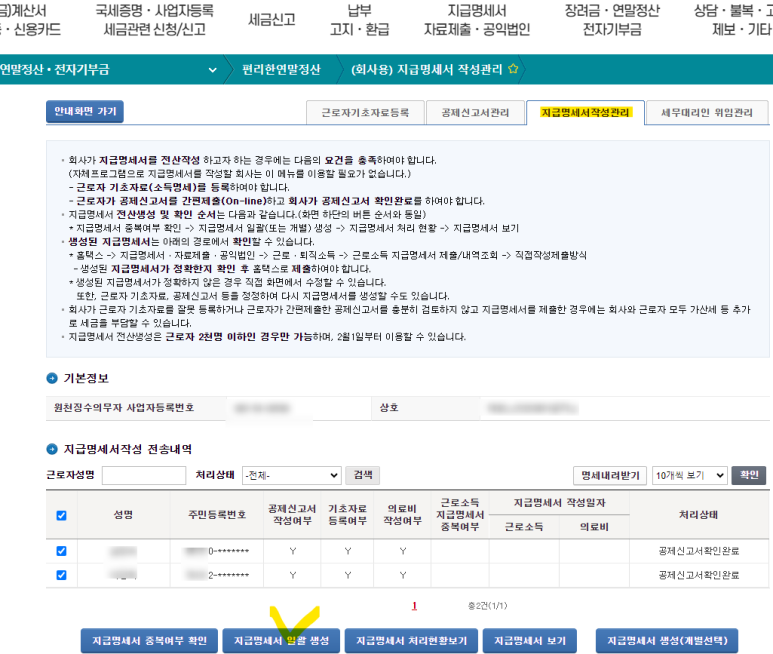 금)계산서 국세증명・사업자등록 세금신고 납부 지급명세서 장려금・연말정산 상담・불복・고
・신용카드 세금관련 신청/신고 고지・환급 자료제출・공익법인 전자기부금 제보・기타
연말정산・전자기부금 편리한연말정산 (회사용) 지급명세서 작성관리
안내화면 가기 근로자기초자료등록 공제신고서관리 지급명세서작성관리 세무대리인 위임관리
• 회사가 지급명세서를 전산작성 하고자 하는 경우에는 다음의 요건을 충족하여야 합니다.
(자체프로그램으로 지급명세서를 작성할 회사는 이 메뉴를 이용할 필요가 없습니다.)
- 근로자 기초자료(소득명세)를 등록하여야 합니다.
- 근로자가 공제신고서를 간편제출(On-line)하고 회사가 공제신고서 확인완료를 하여야 합니다.
• 지급명세서 전산생성 및 확인 순서는 다음과 같습니다.(화면 하단의 버튼 순서와 동일)
* 지급명세서 중복여부 확인 -> 지급명세서 일괄(또는 개별) 생성 -> 지급명세서 처리 현황 -> 지급명세서 보기
• 생성된 지급명세서는 아래의 경로에서 확인할 수 있습니다.
* 홈택스 -> 지급명세서・자료제출・공익법인 -> 근로・퇴직소득 -> 근로소득 지급명세서 제출/내역조회 -> 직접작성제출방식
- 생성된 지급명세서가 정확한지 확인 후 홈택스로 제출하여야 합니다.
* 생성된 지급명세서가 정확하지 않은 경우 직접 화면에서 수정할 수 있습니다.
또한, 근로자 기초자료, 공제신고서 등을 정정하여 다시 지급명세서를 생성할 수도 있습니다.
• 회사가 근로자 기초자료를 잘못 등록하거나 근로자가 간편제출한 공제신고서를 충분히 검토하지 않고 지급명세서를 제출한 경우에는 회사와 근로자 모두 가산세 등 추가
로 세금을 부담할 수 있습니다.
• 지급명세서 전산생성은 근로자 2천명 이하인 경우만 가능하며, 2월1일부터 이용할 수 있습니다.
기본정보
원천징수의무자 사업자등록번호 상호
지급명세서작성 전송내역
근로자성명 처리상태 -전체- 검색 명세내려받기 10개씩 보기 확인
성명 주민등록번호 공제신고서 작성여부 기초자료 등록여부 의료비 작성여부 근로소득 지급명세서 중복여부 지급명세서 작성일자 처리상태
근로소득 의료비
0-******* Y Y Y 공제신고서확인완료
2-******* Y Y Y 공제신고서확인완료
1 총2건(1/1)
지급명세서 중복여부 확인 지급명세서 일괄 생성 지급명세서 처리현황보기 지급명세서 보기 지급명세서 생성(개별선택)